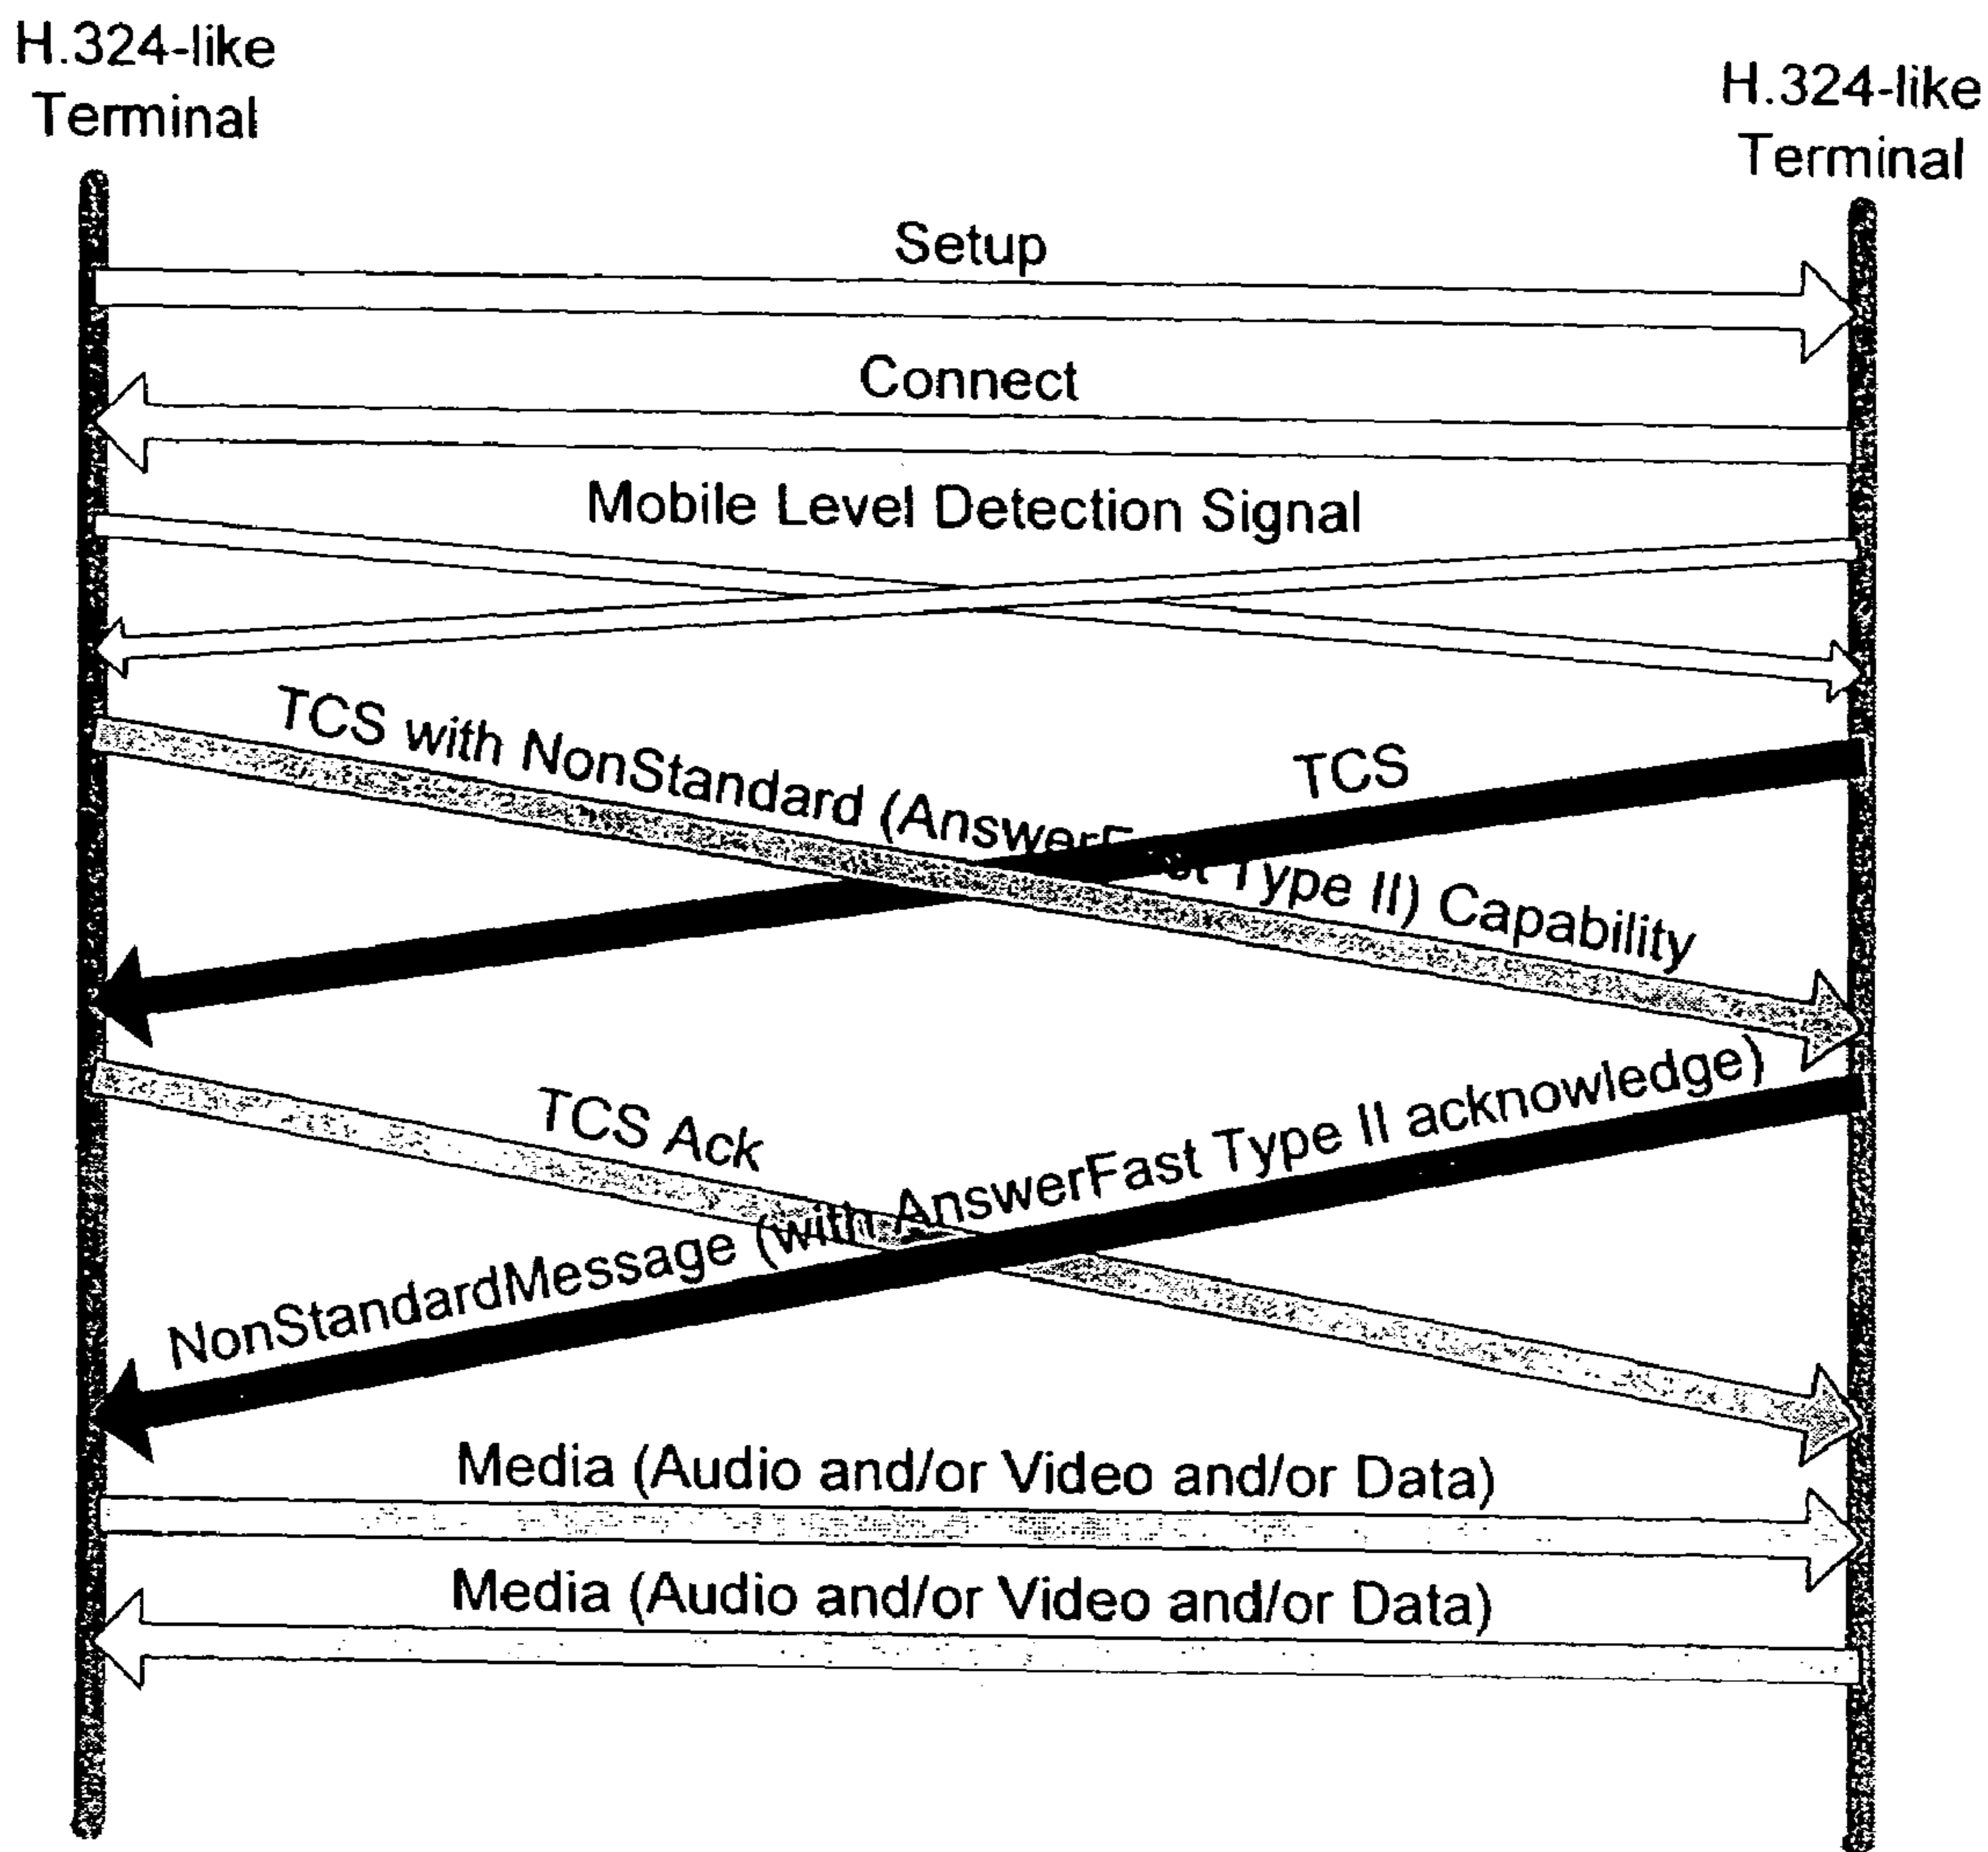 H.324-like
Terminal
H.324-like
Terminal
Setup
Connect
Mobile Level Detection Signal
TCS with NonStandard (AnswerFast Type II) Capability
TCS
TCS Ack
NonStandardMessage (with AnswerFast Type II acknowledge)
Media (Audio and/or Video and/or Data)
Media (Audio and/or Video and/or Data)